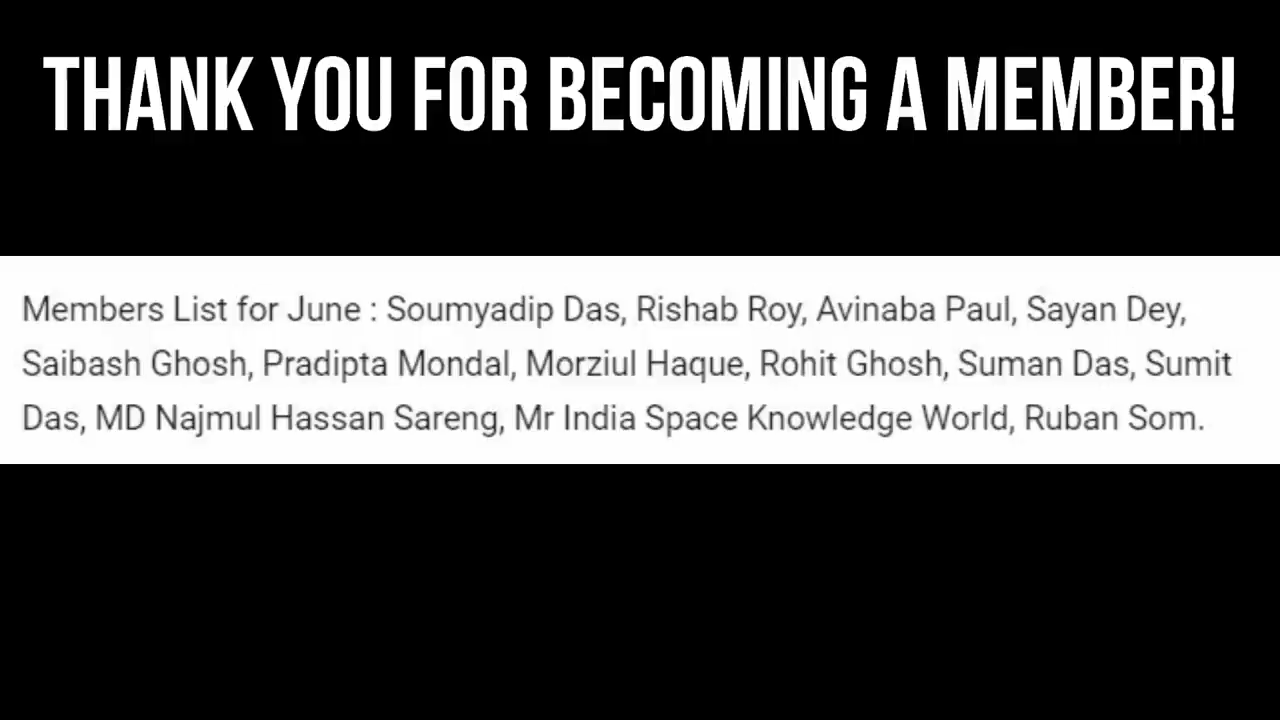 THANK YOU FOR BECOMING A MEMBER!
Members List for June : Soumyadip Das, Rishab Roy, Avinaba Paul, Sayan Dey,
Saibash Ghosh, Pradipta Mondal, Morziul Haque, Rohit Ghosh, Suman Das, Sumit
Das, MD Najmul Hassan Sareng, Mr India Space Knowledge World, Ruban Som.